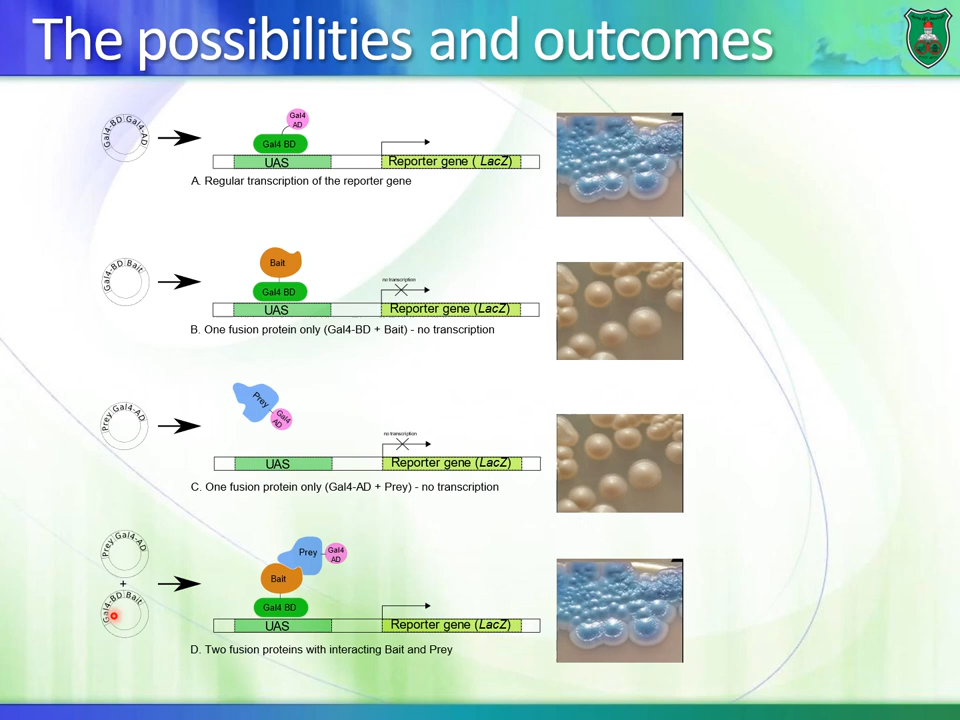 The possibilities and outcomes
Gal4-BD Gal4-AD
Gal4
AD
Gal4 BD
UAS
Reporter gene ( LacZ)
A. Regular transcription of the reporter gene
Gal4-BD Bait
Bait
Gal4 BD
no transcription
UAS
Reporter gene (LacZ)
B. One fusion protein only (Gal4-BD + Bait) - no transcription
Prey Gal4-AD
Prey
Gal4
AD
no transcription
UAS
Reporter gene (LacZ)
C. One fusion protein only (Gal4-AD + Prey) - no transcription
Prey Gal4-AD
+
Gal4-BD Bait
Prey
Gal4
AD
Bait
Gal4 BD
UAS
Reporter gene (LacZ)
D. Two fusion proteins with interacting Bait and Prey